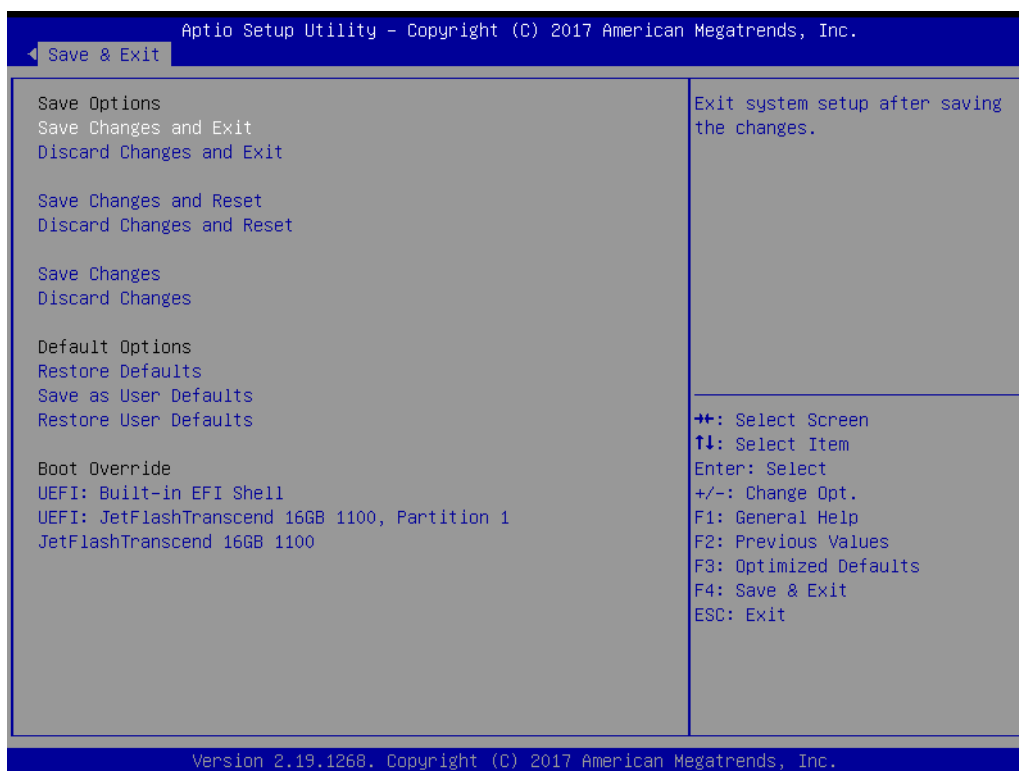 Aptio Setup Utility – Copyright (C) 2017 American Megatrends, Inc.
Save & Exit
Save Options
Save Changes and Exit
Discard Changes and Exit
Save Changes and Reset
Discard Changes and Reset
Save Changes
Discard Changes
Default Options
Restore Defaults
Save as User Defaults
Restore User Defaults
Boot Override
UEFI: Built-in EFI Shell
UEFI: JetFlashTranscend 16GB 1100, Partition 1
JetFlashTranscend 16GB 1100
Exit system setup after saving
the changes.
→←: Select Screen
↑↓: Select Item
Enter: Select
+/-: Change Opt.
F1: General Help
F2: Previous Values
F3: Optimized Defaults
F4: Save & Exit
ESC: Exit
Version 2.19.1268. Copyright (C) 2017 American Megatrends, Inc.